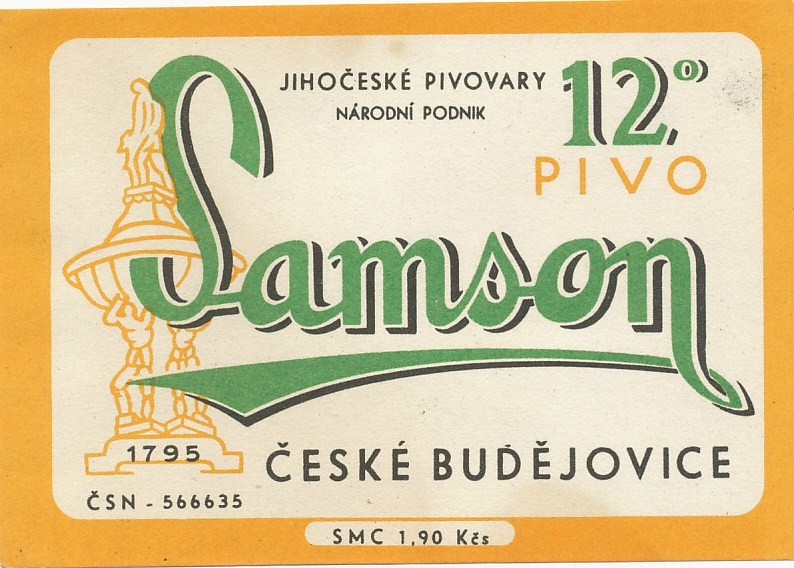 JIHOČESKÉ PIVOVARY
NÁRODNÍ PODNIK
12°
PIVO
Samson
1795
ČESKÉ BUDĚJOVICE
ČSN - 566635
SMC 1,90 Kčs